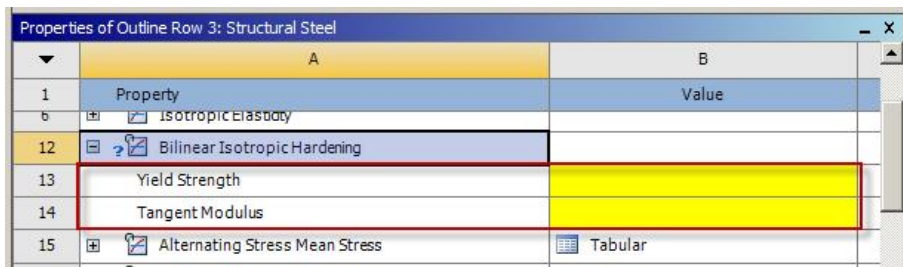 Properties of Outline Row 3: Structural Steel
A B
1 Property Value
6 Isotropic Elasticity
12 Bilinear Isotropic Hardening
13 Yield Strength
14 Tangent Modulus
15 Alternating Stress Mean Stress Tabular